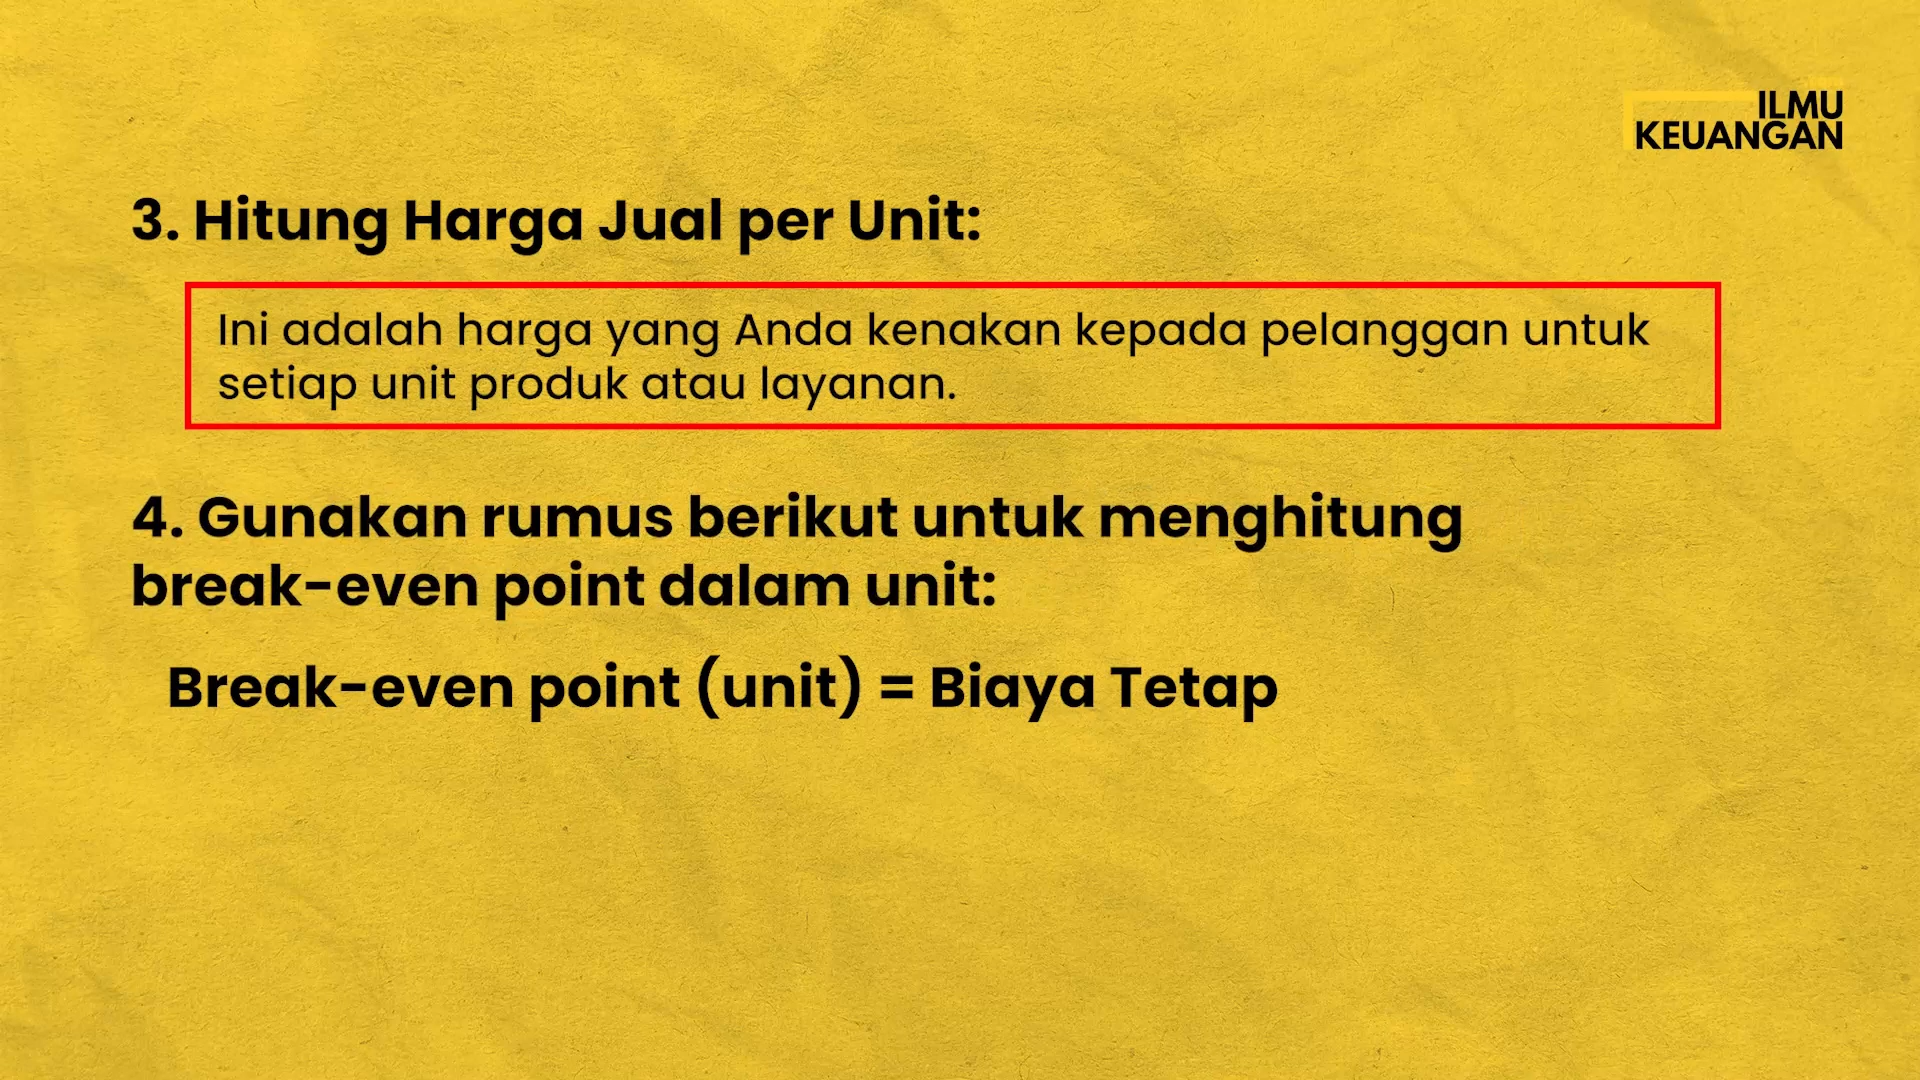 ILMU
KEUANGAN
3. Hitung Harga Jual per Unit:
Ini adalah harga yang Anda kenakan kepada pelanggan untuk
setiap unit produk atau layanan.
4. Gunakan rumus berikut untuk menghitung
break-even point dalam unit:
Break-even point (unit) = Biaya Tetap